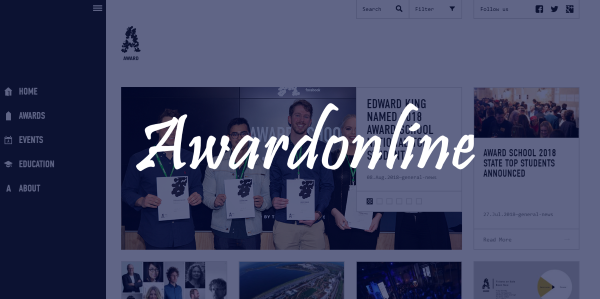 Search
Filter
Follow us
AWARD
HOME
AWARDS
EVENTS
EDUCATION
ABOUT
Awardonline
EDWARD KING
NAMED 2018
AWARD SCHOOL
06.Aug.2018/general-news
AWARD SCHOOL 2018
STATE TOP STUDENTS
ANNOUNCED
17.Jul.2018/general-news
Read More